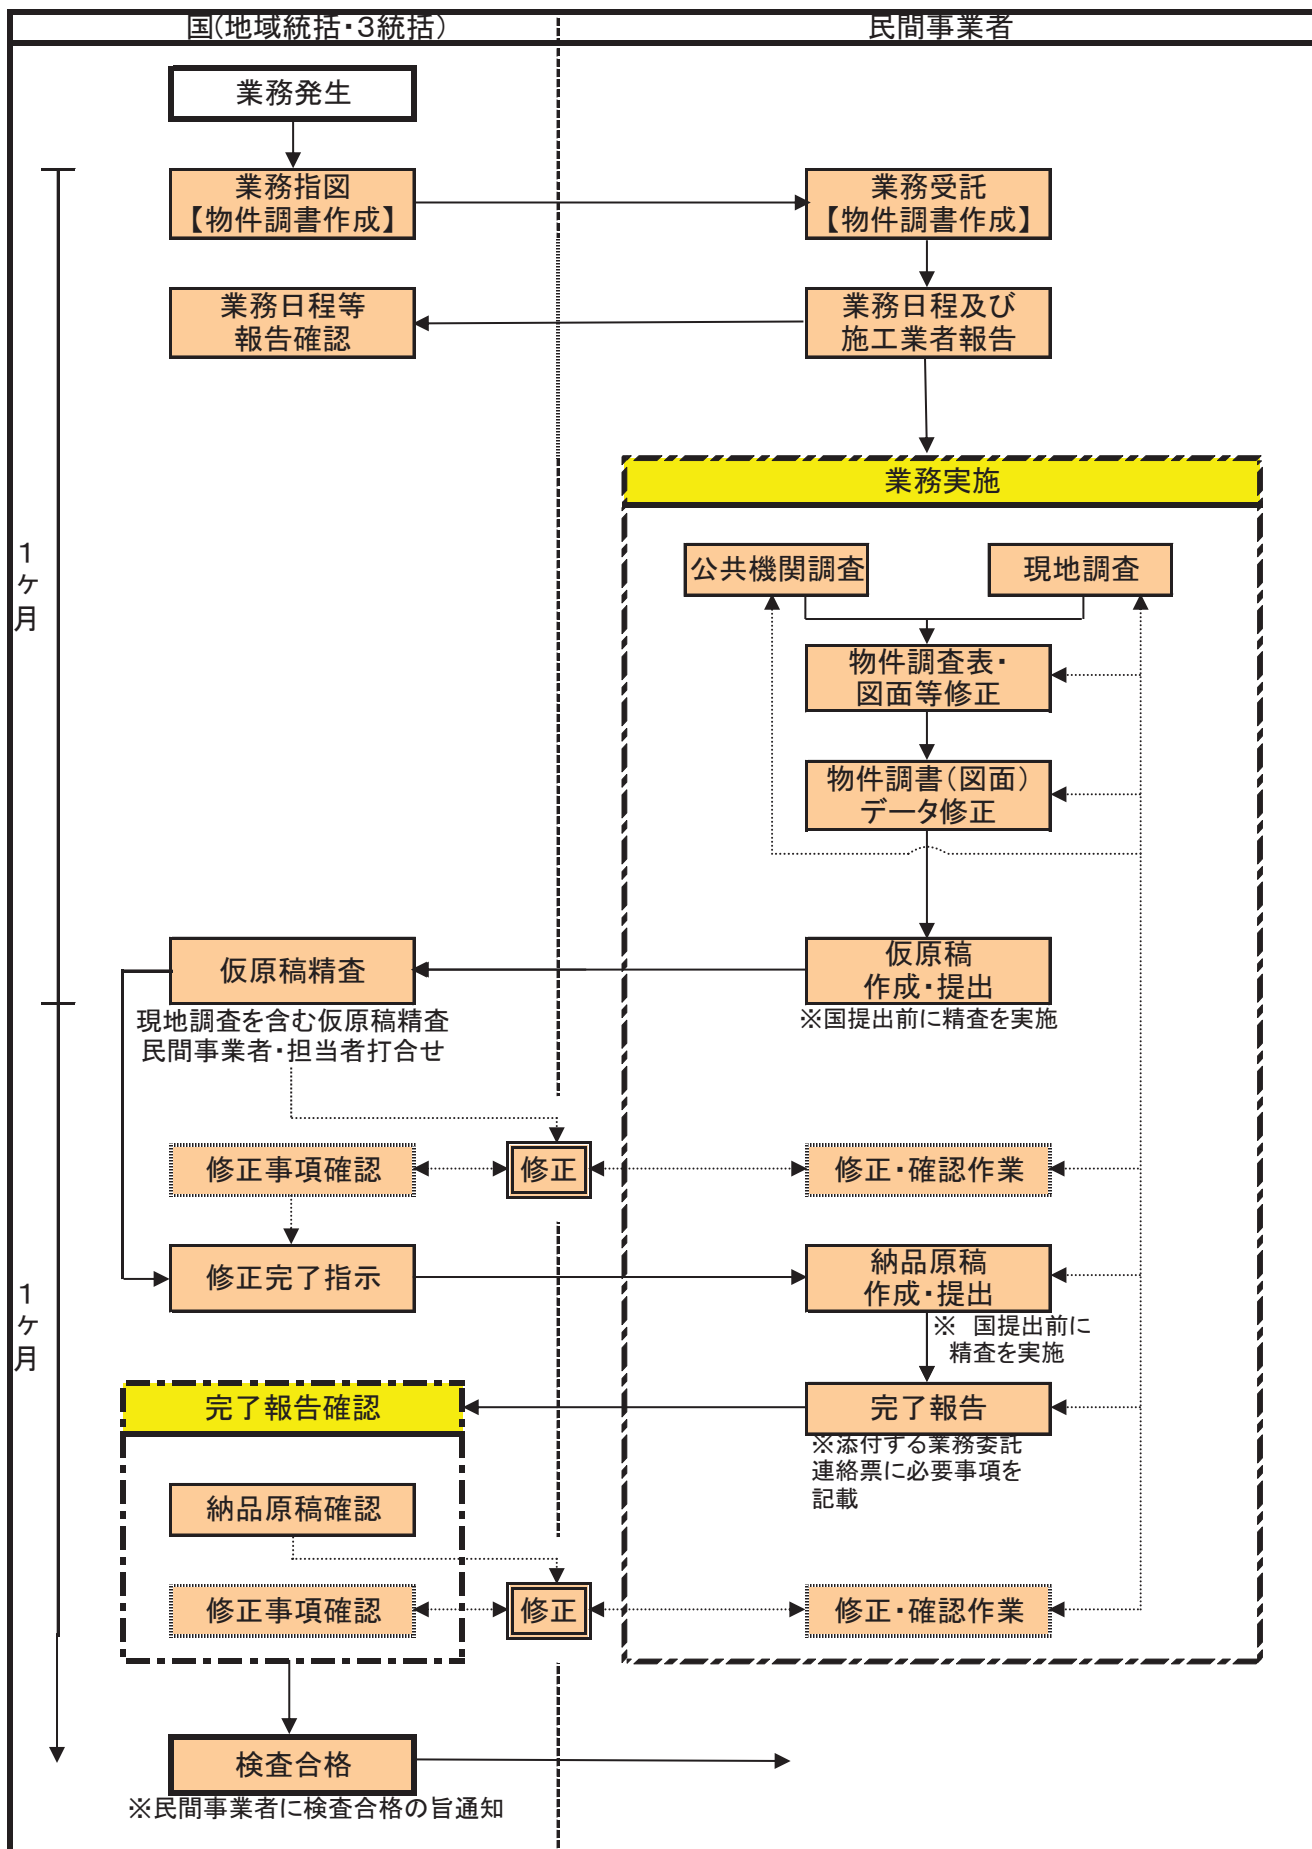 国(地域統括・3統括)
民間事業者
業務発生
業務指図
【物件調書作成】
業務受託
【物件調書作成】
業務日程等
報告確認
業務日程及び
施工業者報告
業務実施
1
ヶ
月
公共機関調査
現地調査
物件調査表・
図面等修正
物件調書(図面)
データ修正
仮原稿精査
仮原稿
作成・提出
現地調査を含む仮原稿精査
民間事業者・担当者打合せ
※国提出前に精査を実施
修正事項確認
修正
修正・確認作業
修正完了指示
納品原稿
作成・提出
1
ヶ
月
※ 国提出前に
精査を実施
完了報告確認
完了報告
※添付する業務委託
連絡票に必要事項を
記載
納品原稿確認
修正事項確認
修正
修正・確認作業
検査合格
※民間事業者に検査合格の旨通知